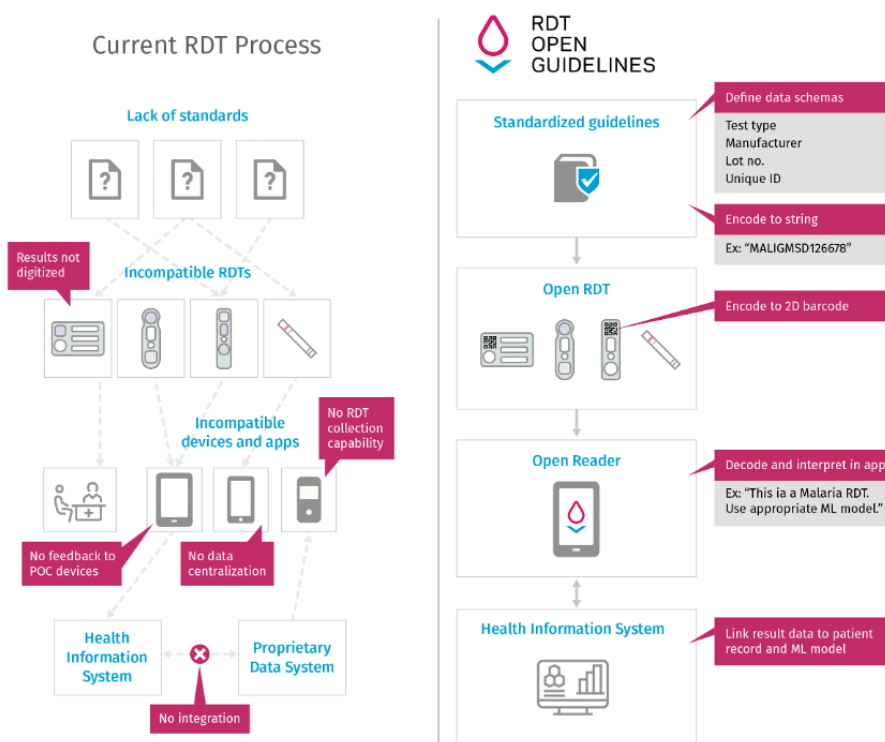 Current RDT Process
Lack of standards
?
?
?
Results not
digitized
Incompatible RDTs
Incompatible
devices and apps
No RDT
collection
capability
No feedback to
POC devices
No data
centralization
Health
Information
System
Proprietary
Data System
No integration
RDT
OPEN
GUIDELINES
Standardized guidelines
Define data schemas
Test type
Manufacturer
Lot no.
Unique ID
Encode to string
Ex: “MALIGMSD126678”
Open RDT
Encode to 2D barcode
Open Reader
Decode and interpret in app
Ex: “This ia a Malaria RDT.
Use appropriate ML model.”
Health Information System
Link result data to patient
record and ML model